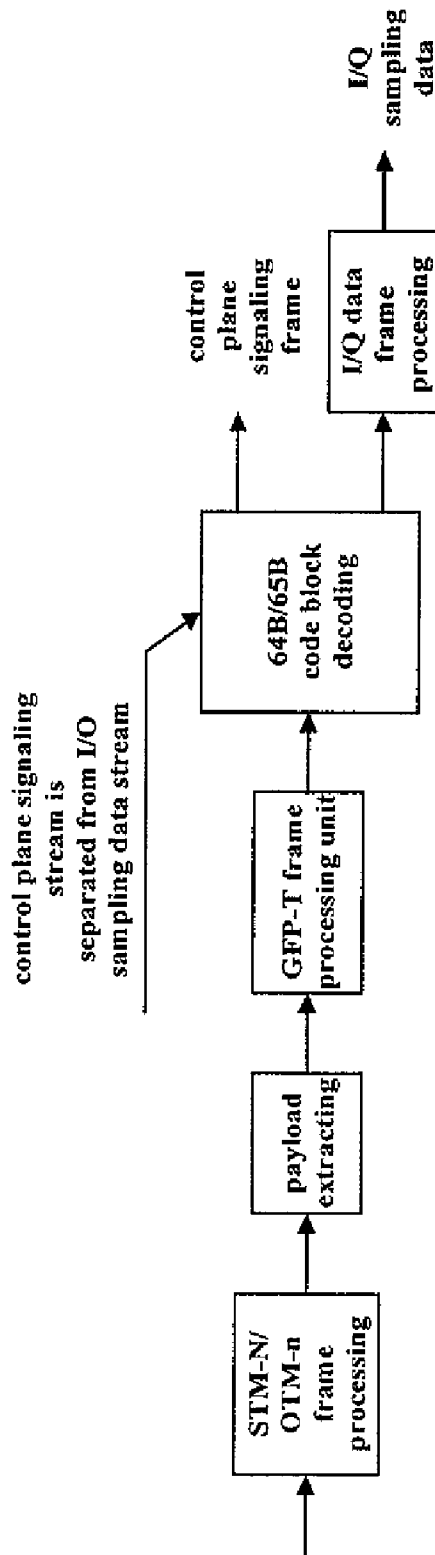 control plane signaling
stream is
separated from I/O
sampling data stream
STM-N/
OTM-n
frame
processing
payload
extracting
GFP-T frame
processing unit
64B/65B
code block
decoding
control
plane
signaling
frame
I/Q data
frame
processing
I/Q
sampling
data